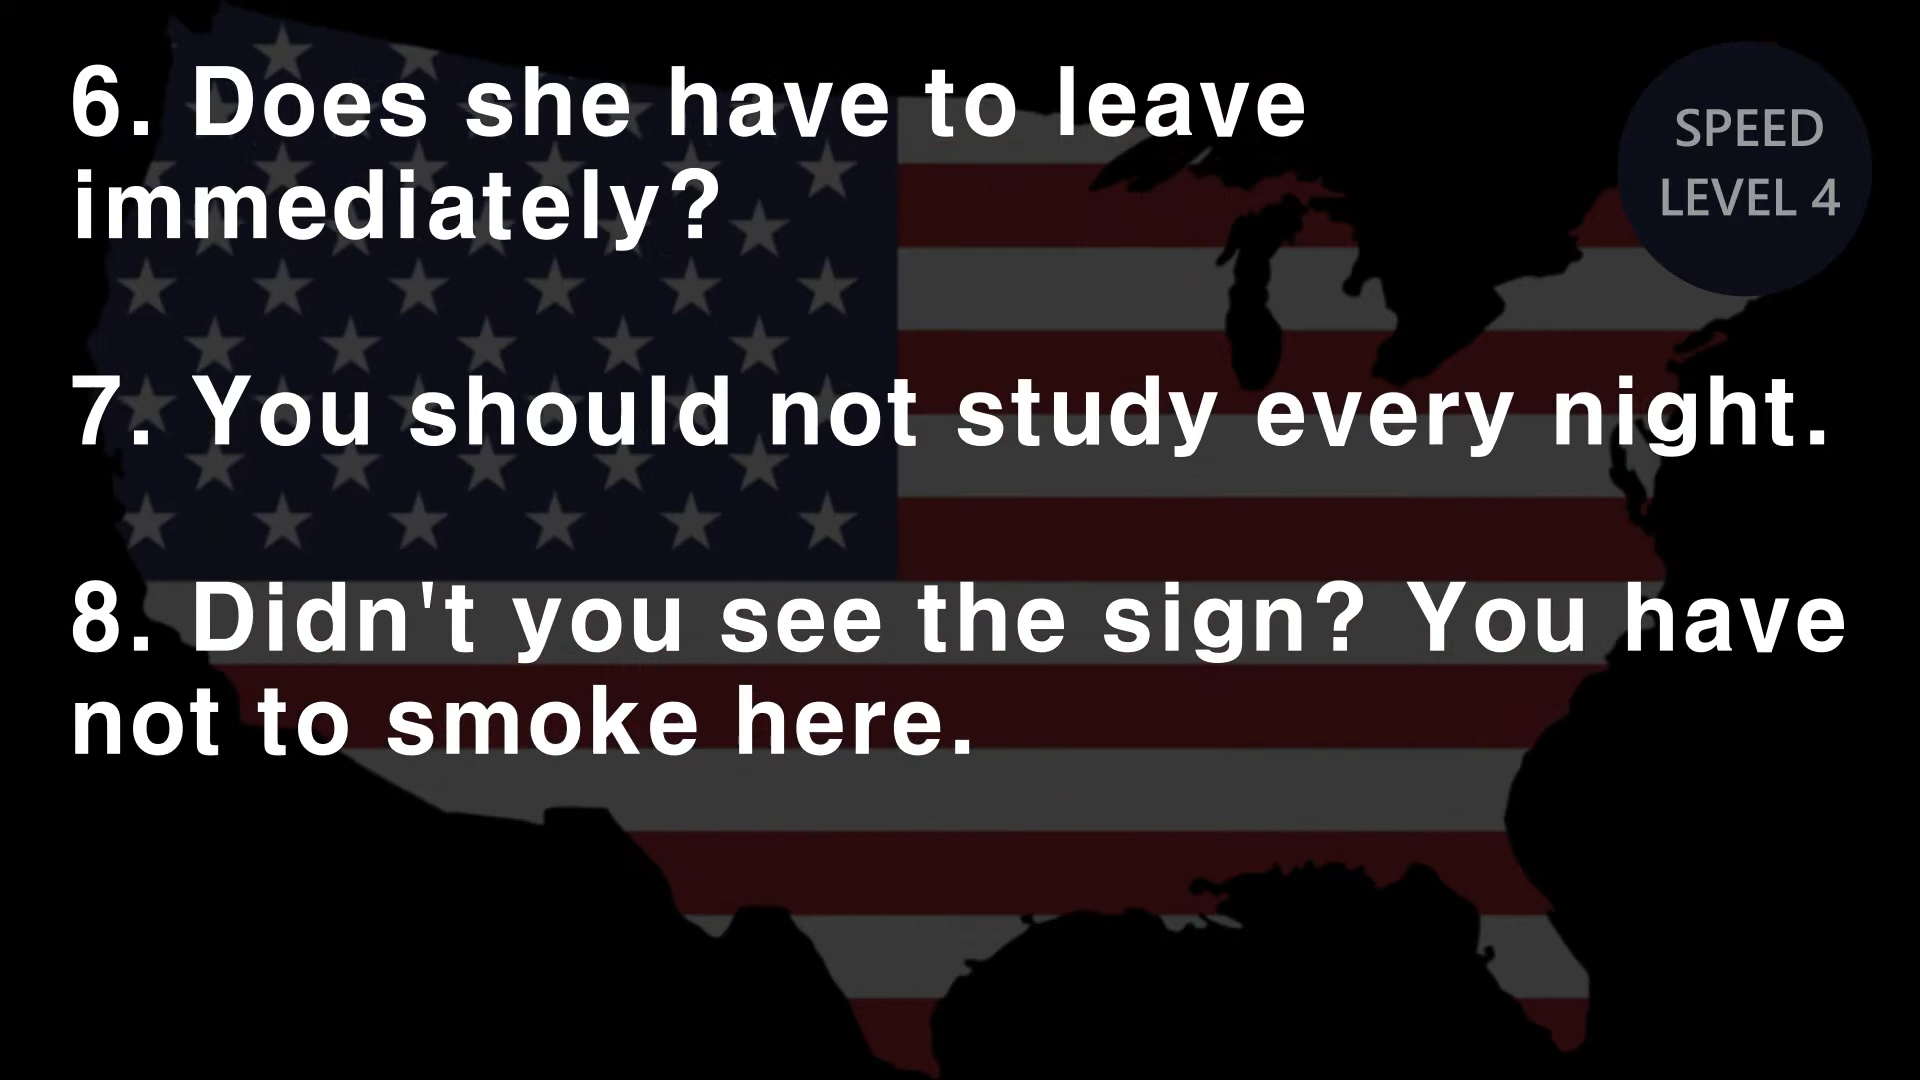 6. Does she have to leave
immediately?
7. You should not study every night.
8. Didn't you see the sign? You have
not to smoke here.
SPEED
LEVEL 4